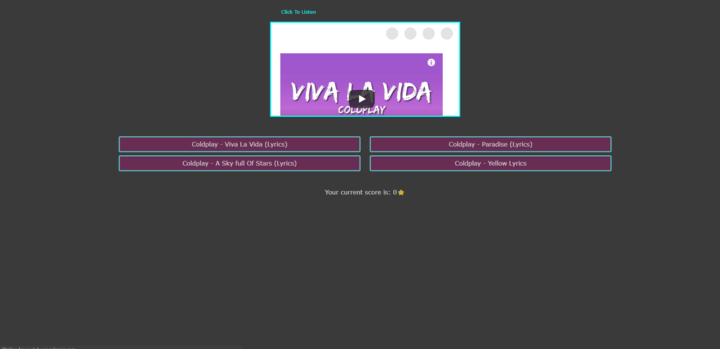 Click To Listen
VIVA LA VIDA
COLDPLAY
Coldplay - Viva La Vida (Lyrics)
Coldplay - Paradise (Lyrics)
Coldplay - A Sky full Of Stars (Lyrics)
Coldplay - Yellow Lyrics
Your current score is: 0